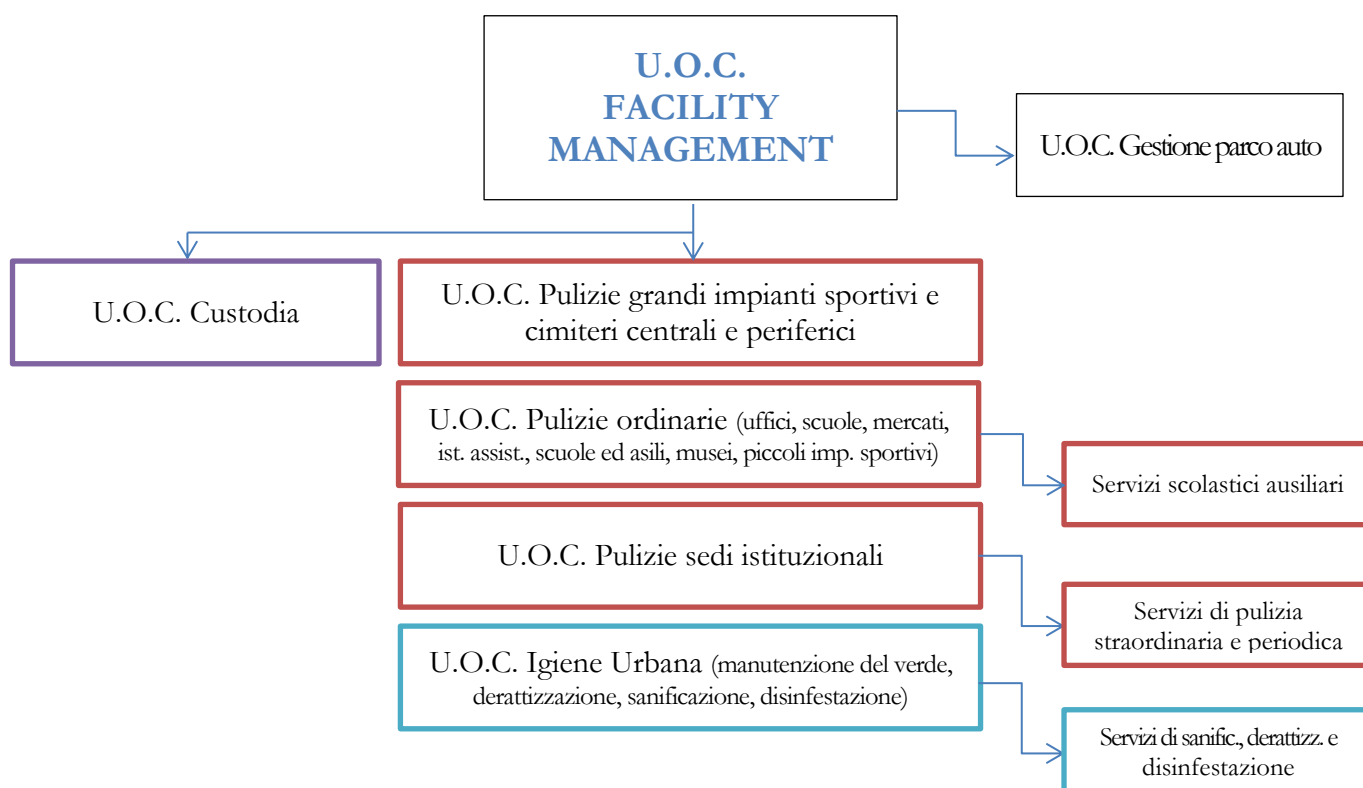 U.O.C.
FACILITY
MANAGEMENT
U.O.C. Gestione parco auto
U.O.C. Custodia
U.O.C. Pulizie grandi impianti sportivi e
cimiteri centrali e periferici
U.O.C. Pulizie ordinarie (uffici, scuole, mercati,
ist. assist., scuole ed asili, musei, piccoli imp. sportivi)
Servizi scolastici ausiliari
U.O.C. Pulizie sedi istituzionali
Servizi di pulizia
straordinaria e periodica
U.O.C. Igiene Urbana (manutenzione del verde,
derattizzazione, sanificazione, disinfestazione)
Servizi di sanific., derattizz. e
disinfestazione